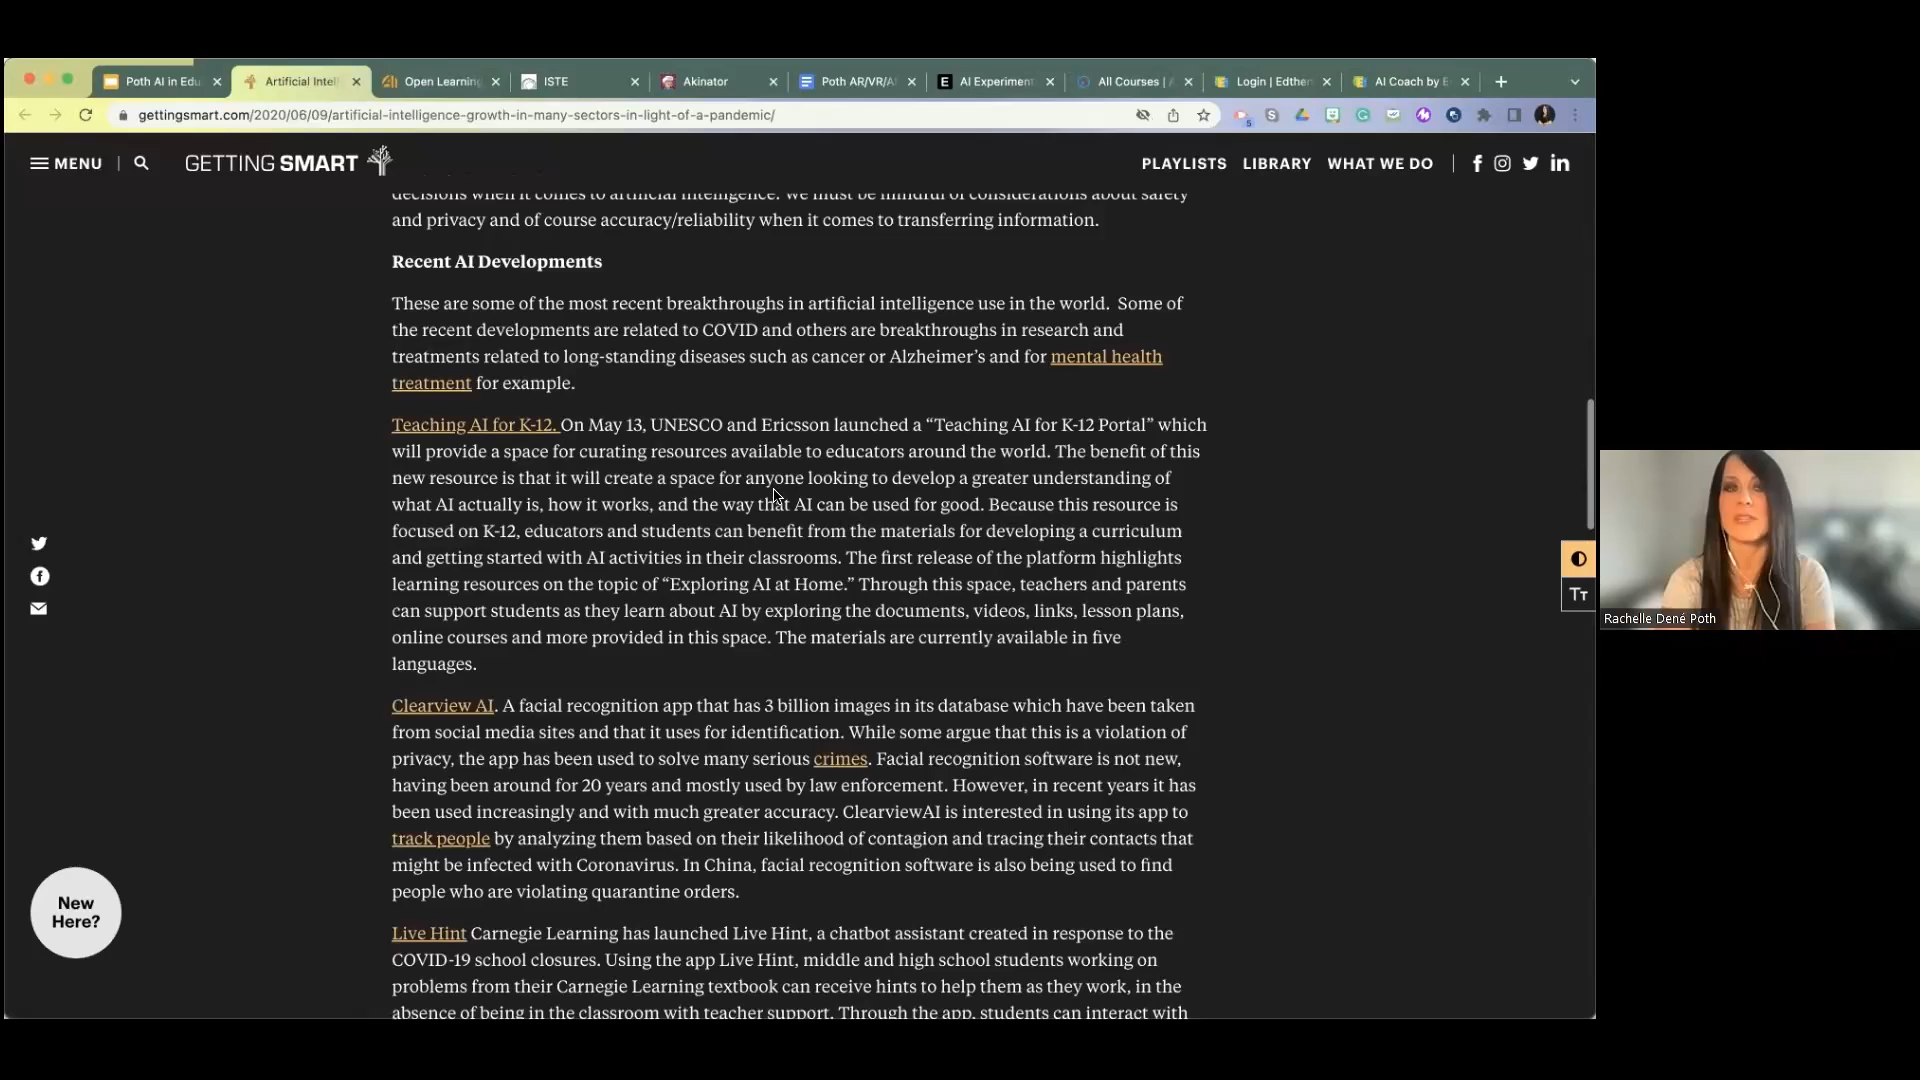 Poth AI in Edu
Artificial Intel
Open Learning
ISTE
Akinator
Poth AR/VR/A
AI Experiment
All Courses | A
Login | Edther
AI Coach by E
gettingsmart.com/2020/06/09/artificial-intelligence-growth-in-many-sectors-in-light-of-a-pandemic/
5
MENU
GETTING SMART
PLAYLISTS
LIBRARY
WHAT WE DO
decisions when it comes to artificial intelligence. We must be mindful of considerations about safety
and privacy and of course accuracy/reliability when it comes to transferring information.
Recent AI Developments
These are some of the most recent breakthroughs in artificial intelligence use in the world. Some of
the recent developments are related to COVID and others are breakthroughs in research and
treatments related to long-standing diseases such as cancer or Alzheimer’s and for mental health
treatment for example.
Teaching AI for K-12. On May 13, UNESCO and Ericsson launched a “Teaching AI for K-12 Portal” which
will provide a space for curating resources available to educators around the world. The benefit of this
new resource is that it will create a space for anyone looking to develop a greater understanding of
what AI actually is, how it works, and the way that AI can be used for good. Because this resource is
focused on K-12, educators and students can benefit from the materials for developing a curriculum
and getting started with AI activities in their classrooms. The first release of the platform highlights
learning resources on the topic of “Exploring AI at Home.” Through this space, teachers and parents
can support students as they learn about AI by exploring the documents, videos, links, lesson plans,
online courses and more provided in this space. The materials are currently available in five
languages.
Clearview AI. A facial recognition app that has 3 billion images in its database which have been taken
from social media sites and that it uses for identification. While some argue that this is a violation of
privacy, the app has been used to solve many serious crimes. Facial recognition software is not new,
having been around for 20 years and mostly used by law enforcement. However, in recent years it has
been used increasingly and with much greater accuracy. ClearviewAI is interested in using its app to
track people by analyzing them based on their likelihood of contagion and tracing their contacts that
might be infected with Coronavirus. In China, facial recognition software is also being used to find
people who are violating quarantine orders.
Live Hint Carnegie Learning has launched Live Hint, a chatbot assistant created in response to the
COVID-19 school closures. Using the app Live Hint, middle and high school students working on
problems from their Carnegie Learning textbook can receive hints to help them as they work, in the
absence of being in the classroom with teacher support. Through the app, students can interact with
New
Here?
TT
Rachelle Dené Poth